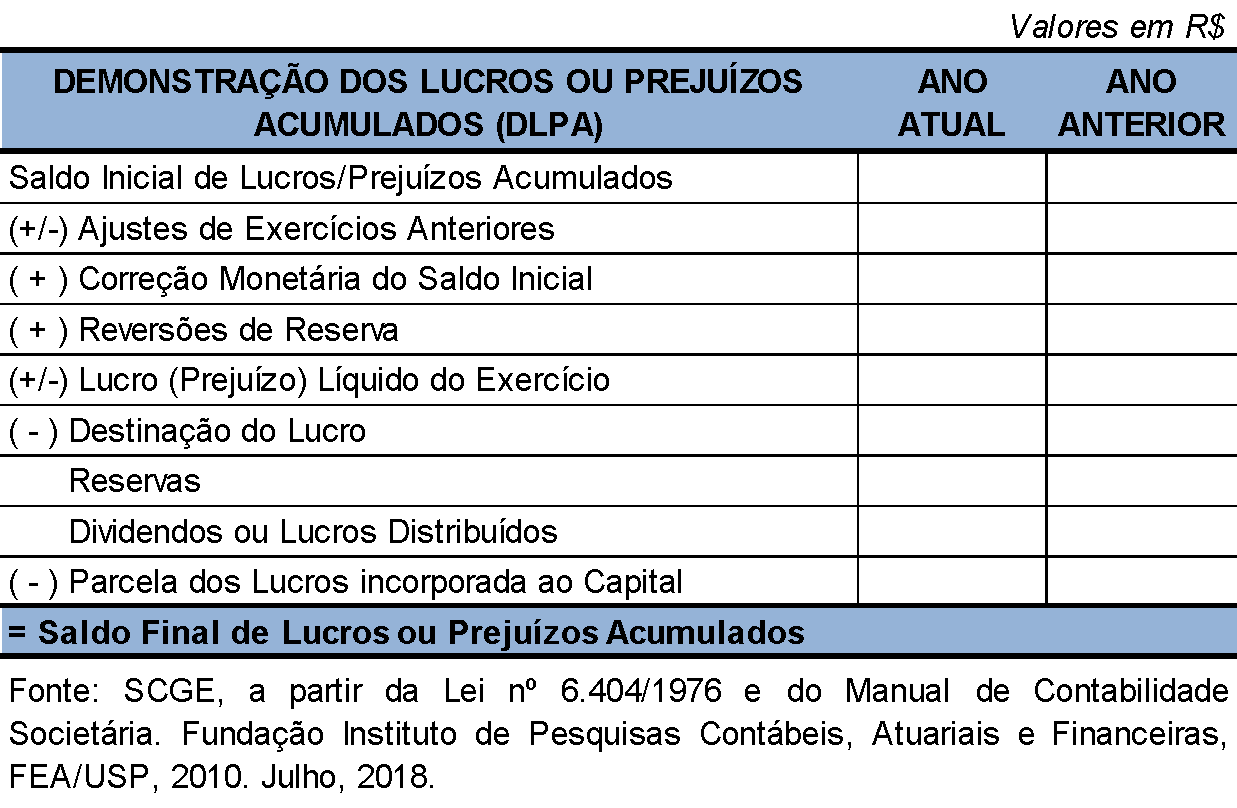 Valores em R$
DEMONSTRAÇÃO DOS LUCROS OU PREJUÍZOS ACUMULADOS (DLPA) ANO ATUAL ANO ANTERIOR
Saldo Inicial de Lucros/Prejuízos Acumulados
(+/-) Ajustes de Exercícios Anteriores
( + ) Correção Monetária do Saldo Inicial
( + ) Reversões de Reserva
(+/-) Lucro (Prejuízo) Líquido do Exercício
( - ) Destinação do Lucro
Reservas
Dividendos ou Lucros Distribuídos
( - ) Parcela dos Lucros incorporada ao Capital
= Saldo Final de Lucros ou Prejuízos Acumulados
Fonte: SCGE, a partir da Lei nº 6.404/1976 e do Manual de Contabilidade
Societária. Fundação Instituto de Pesquisas Contábeis, Atuariais e Financeiras,
FEA/USP, 2010. Julho, 2018.